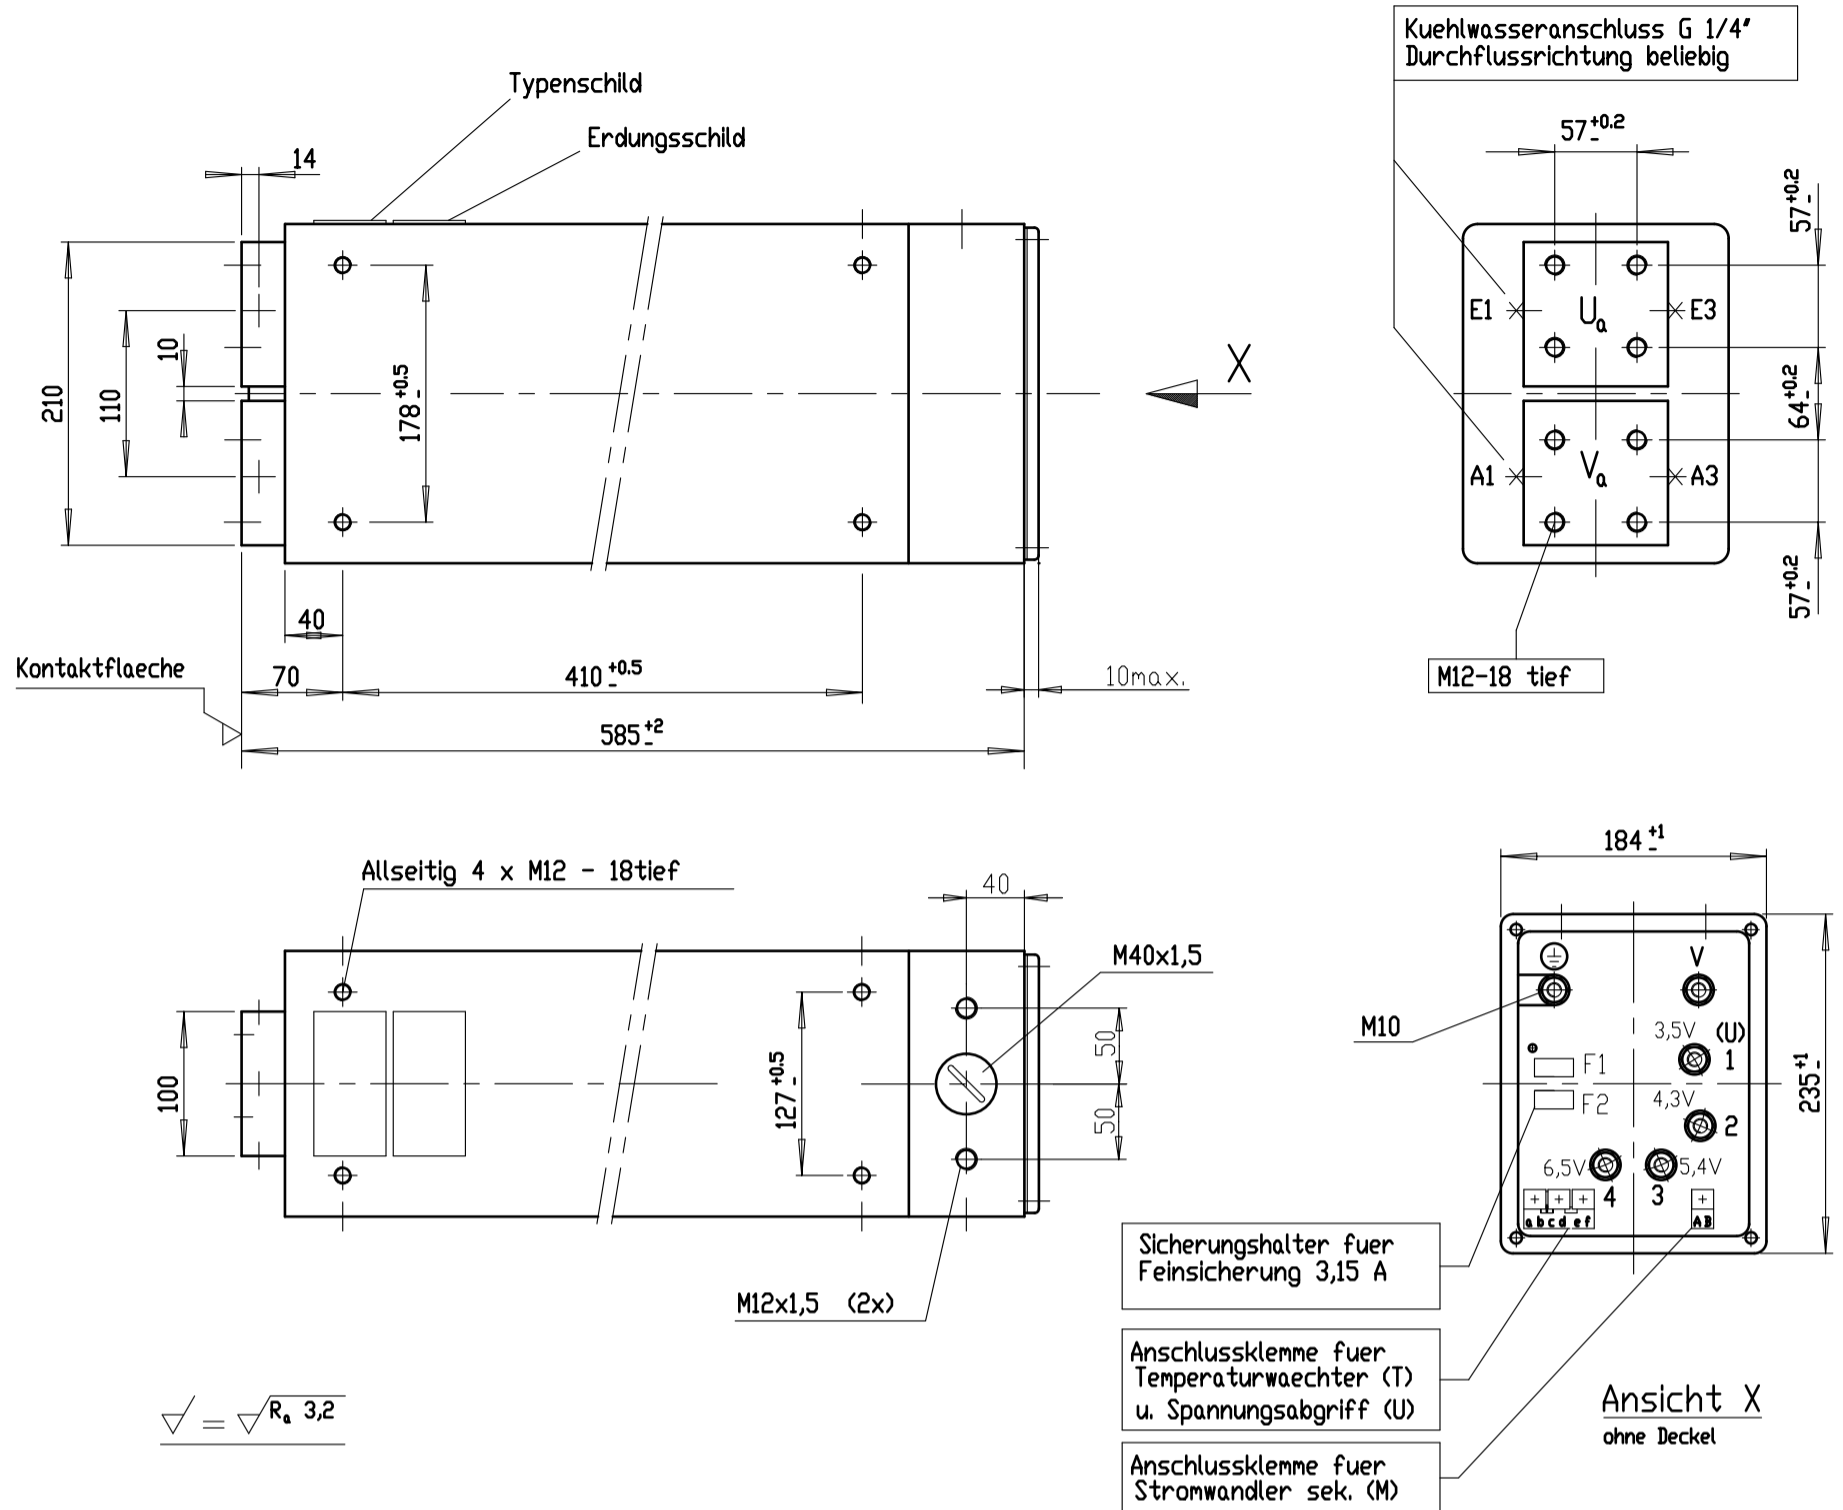 Kuehlwasseranschluss G 1/4"
Durchflussrichtung beliebig
Typenschild
Erdungsschild
14
57 +0.2 -
57 +0.2 -
E1
U a
E3
10
210
110
178 +0.5 -
X
64 +0.2 -
A1
V a
A3
57 +0.2 -
40
Kontaktflaeche
70
410 +0.5 -
10max.
M12-18 tief
585 +2 -
184 +1 -
Allseitig 4 x M12 - 18tief
40
M40x1,5
V
M10
3,5V (U)
1
50
100
127 +0.5 -
F1
235 +1 -
F2
4,3V
2
50
6,5V
5,4V
4
3
a b c d e f
A B
M12x1,5 (2x)
Sicherungshalter fuer
Feinsicherung 3,15 A
Anschlussklemme fuer
Temperaturwaechter (T)
u. Spannungsabgriff (U)
Ansicht X
ohne Deckel
= Ra 3,2
Anschlussklemme fuer
Stromwandler sek. (M)